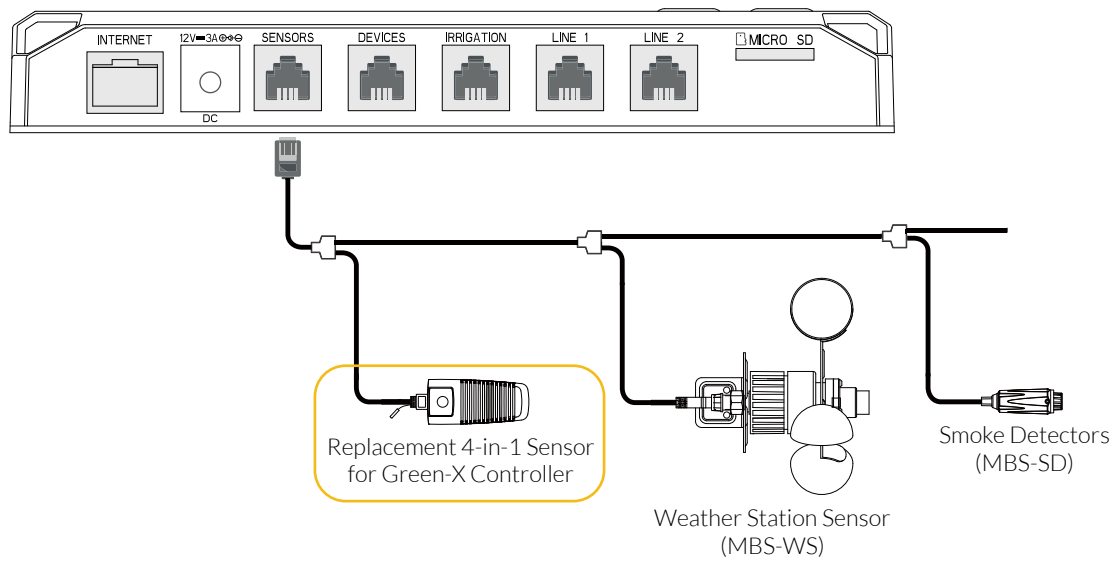 INTERNET 12V⎓3A SENSORS DEVICES IRRIGATION LINE 1 LINE 2 MICRO SD
DC
Replacement 4-in-1 Sensor
for Green-X Controller
Weather Station Sensor
(MBS-WS)
Smoke Detectors
(MBS-SD)